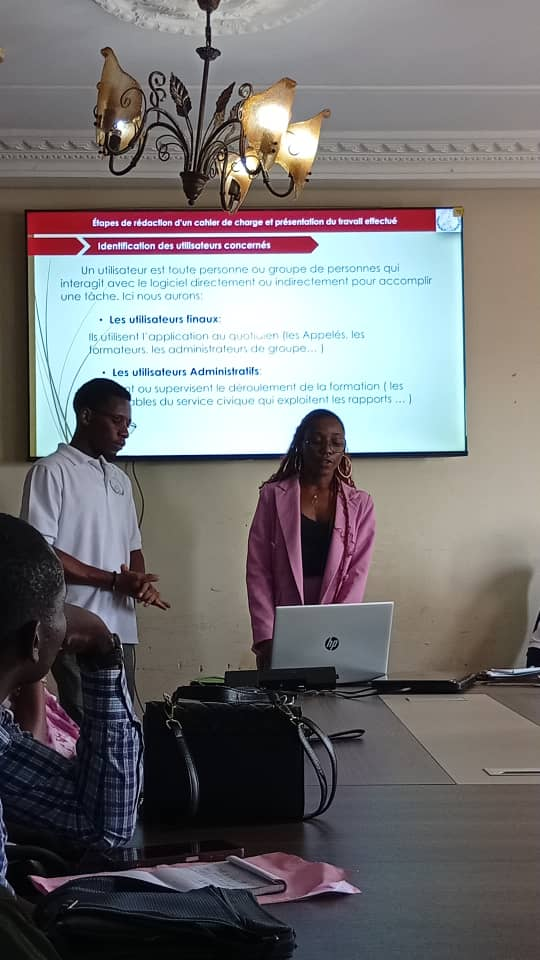 Étapes de rédaction d'un cahier de charge et présentation du travail effectué
Identification des utilisateurs concernés
Un utilisateur est toute personne ou groupe de personnes qui
interagit avec le logiciel directement ou indirectement pour accomplir
une tâche. Ici nous aurons:
• Les utilisateurs finaux:
Ils utilisent l'application au quotidien (les Appelés, les
formateurs, les administrateurs de groupe... )
• Les utilisateurs Administratifs:
nt ou supervisent le déroulement de la formation ( les
ables du service civique qui exploitent les rapports ... )
hp